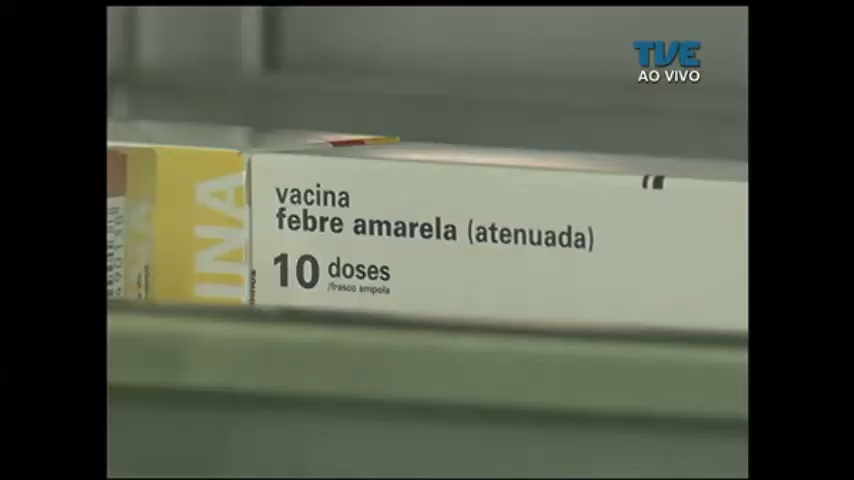 TVE
AO VIVO
vacina
febre amarela (atenuada)
10 doses
/frasco ampola
INA